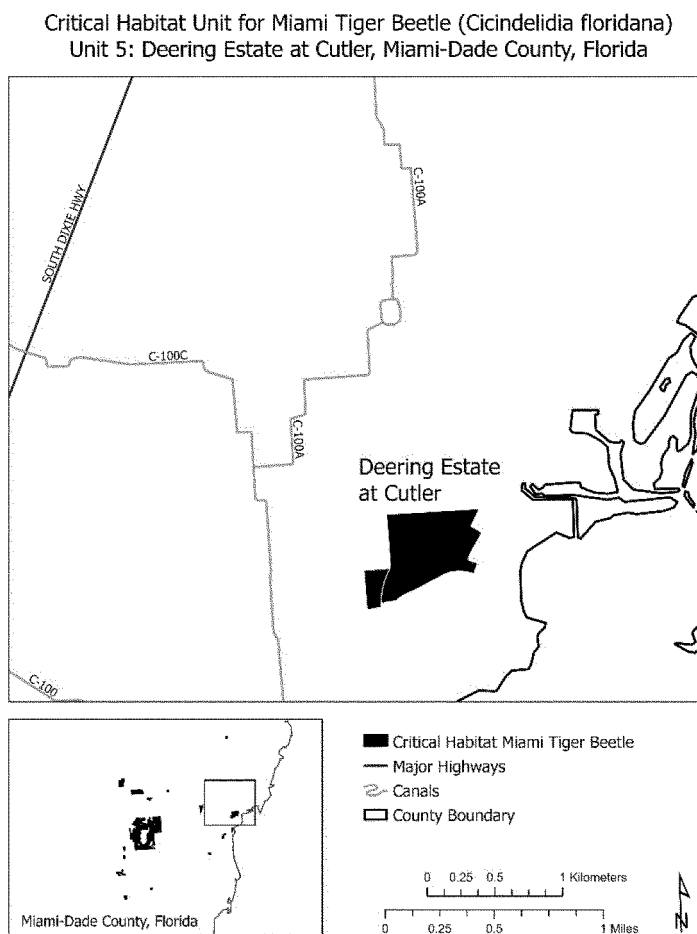 Critical Habitat Unit for Miami Tiger Beetle (Cicindelidia floridana)
Unit 5: Deering Estate at Cutler, Miami-Dade County, Florida
SOUTH DIXIE HWY
C-100A
C-100C
C-100A
Deering Estate
at Cutler
C-100
Miami-Dade County, Florida
Critical Habitat Miami Tiger Beetle
Major Highways
Canals
County Boundary
0 0.25 0.5 1 Kilometers
0 0.25 0.5 1 Miles
N